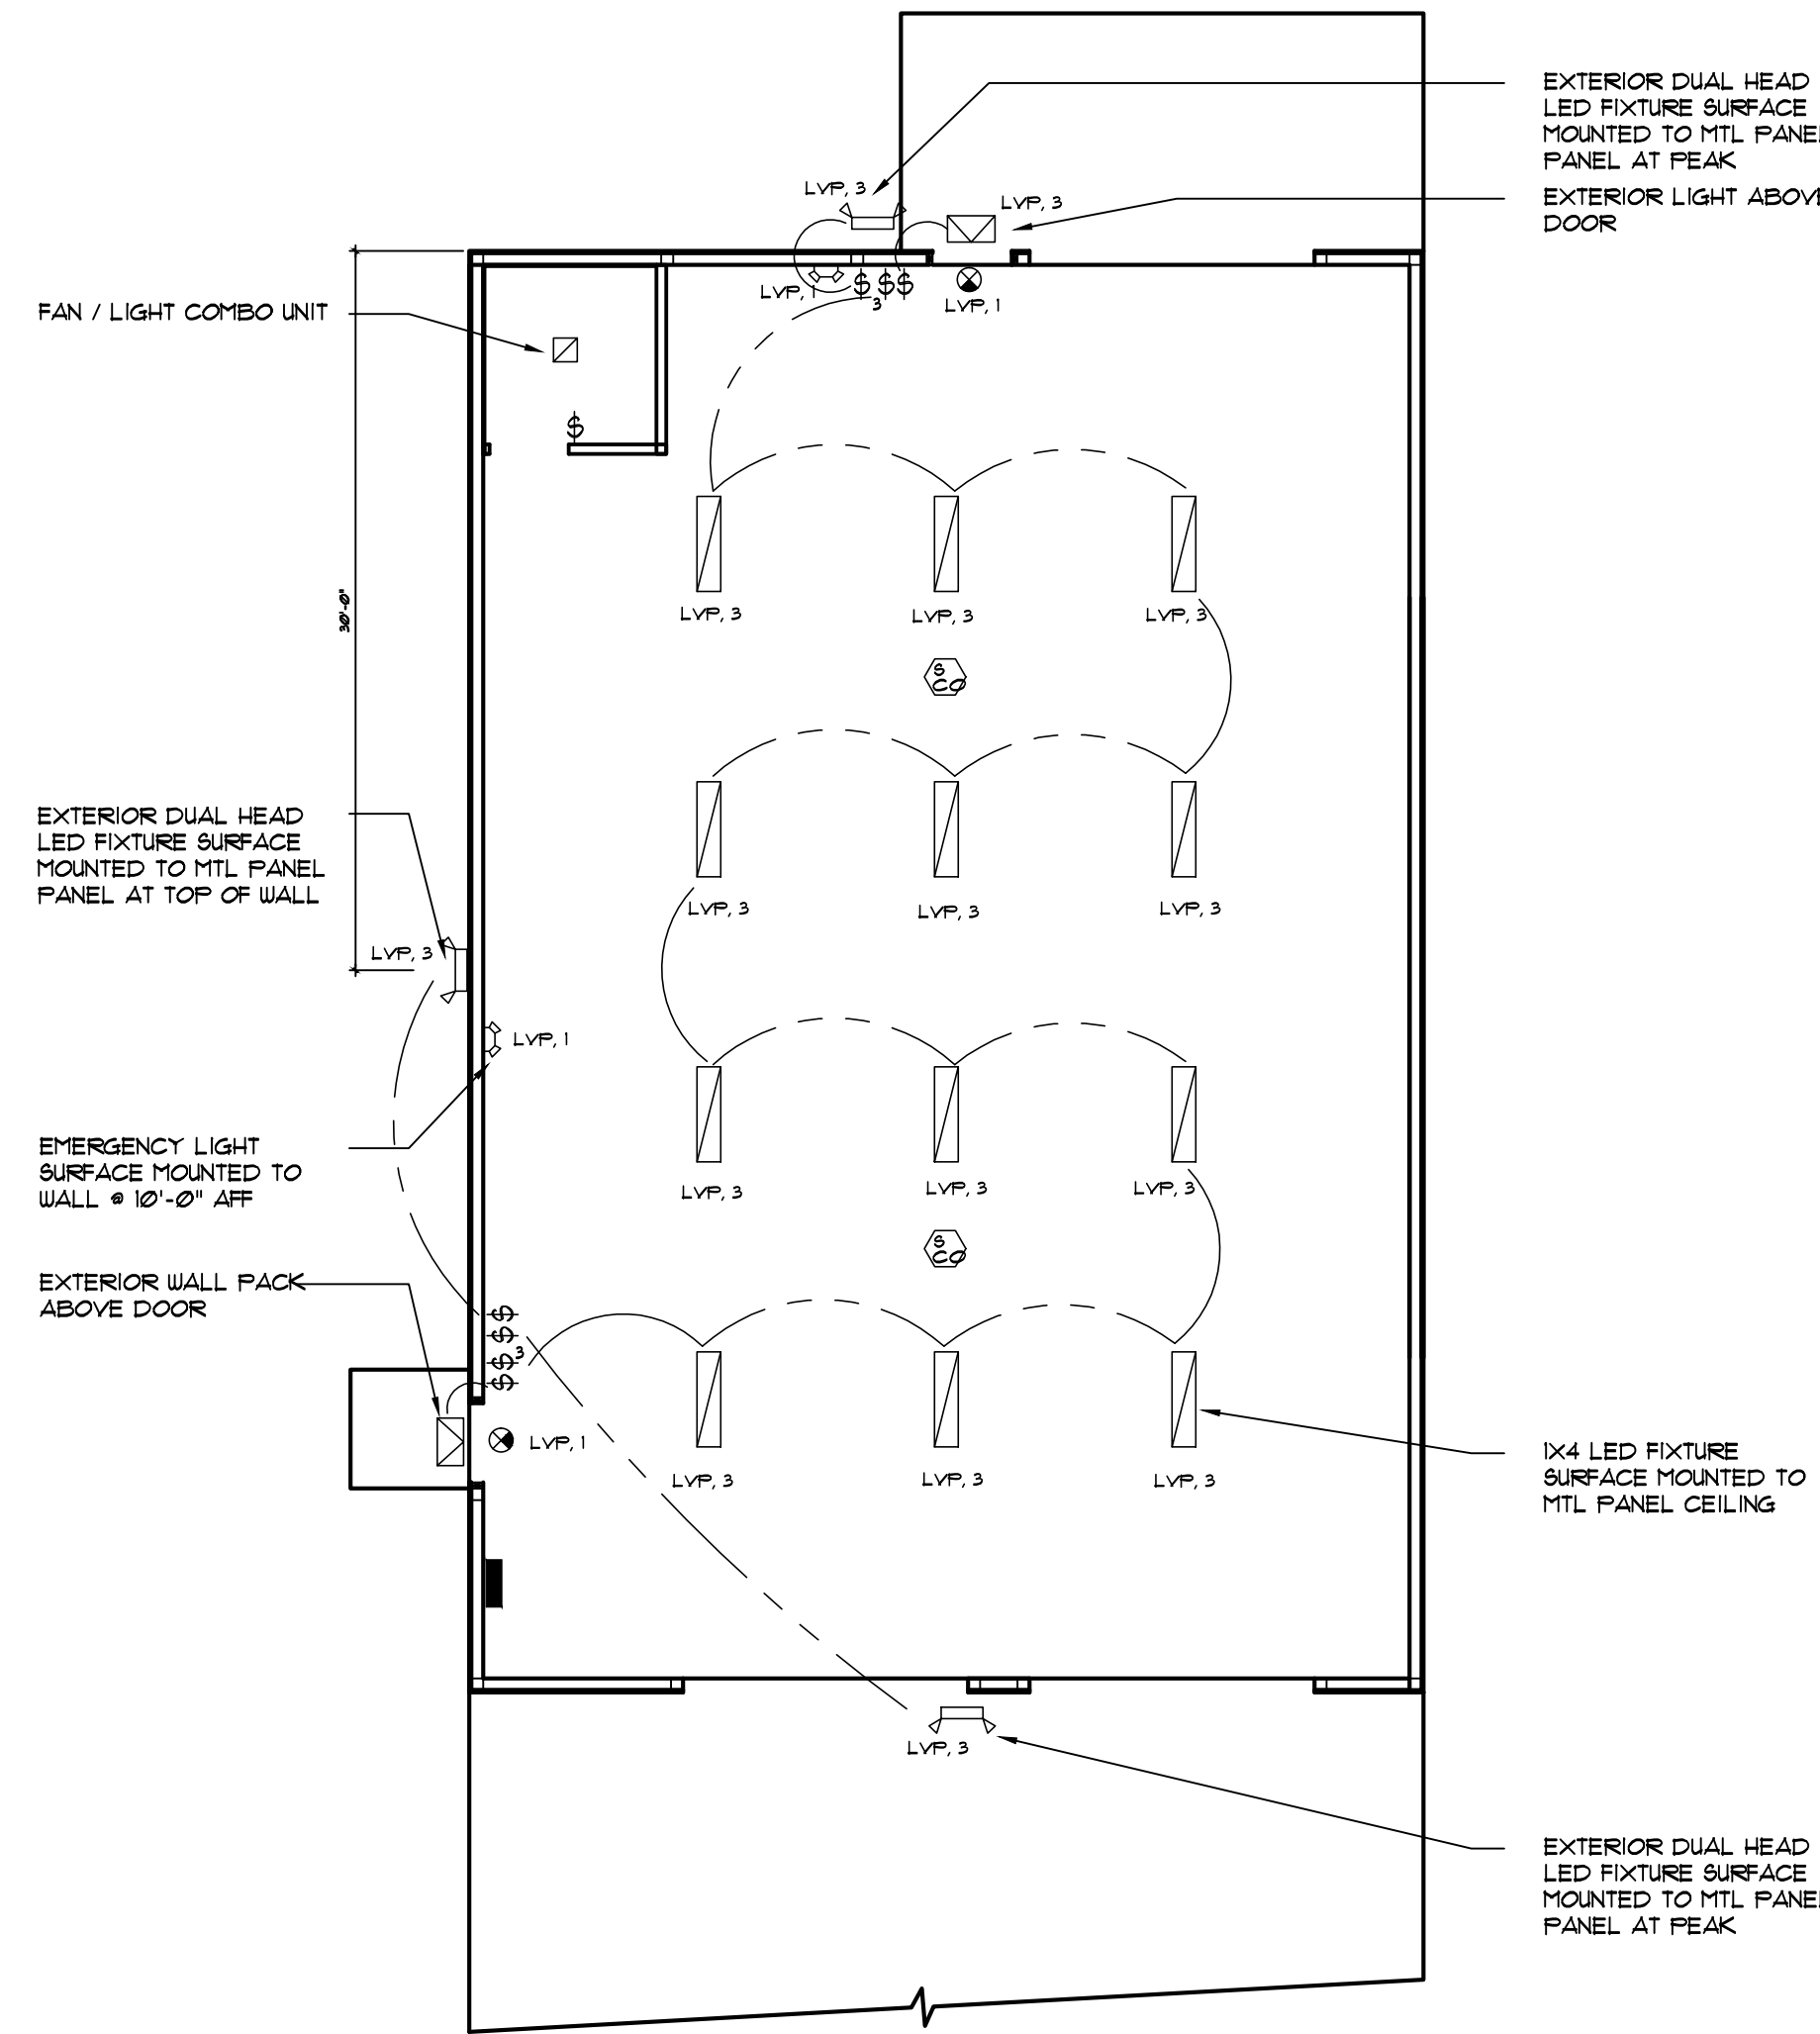 EXTERIOR DUAL HEAD
LED FIXTURE SURFACE
MOUNTED TO MTL PANEL
PANEL AT PEAK
EXTERIOR LIGHT ABOVE
DOOR
LVP, 3
LVP, 3
LVP, 1
$ $ $
3
LVP, 1
FAN / LIGHT COMBO UNIT
$
30'-0"
LVP, 3
LVP, 3
LVP, 3
S
CO
EXTERIOR DUAL HEAD
LED FIXTURE SURFACE
MOUNTED TO MTL PANEL
PANEL AT TOP OF WALL
LVP, 3
LVP, 3
LVP, 3
LVP, 3
LVP, 1
EMERGENCY LIGHT
SURFACE MOUNTED TO
WALL @ 10'-0" AFF
LVP, 3
LVP, 3
LVP, 3
S
CO
EXTERIOR WALL PACK
ABOVE DOOR
$
$
$ 3
$
LVP, 1
LVP, 3
LVP, 3
LVP, 3
1X4 LED FIXTURE
SURFACE MOUNTED TO
MTL PANEL CEILING
LVP, 3
EXTERIOR DUAL HEAD
LED FIXTURE SURFACE
MOUNTED TO MTL PANEL
PANEL AT PEAK